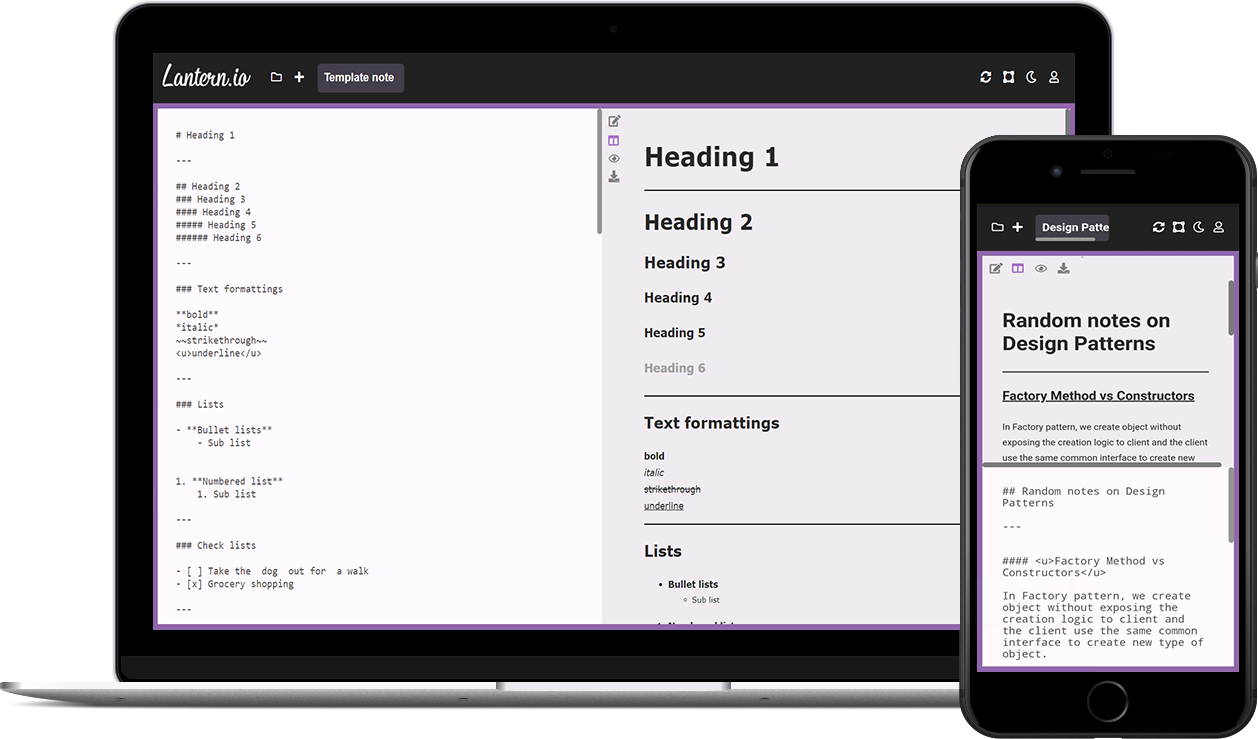 Lantern.io
Template note
# Heading 1
---
## Heading 2
### Heading 3
#### Heading 4
##### Heading 5
###### Heading 6
---
### Text formattings
**bold**
*italic*
~~strikethrough~~
<u>underline</u>
---
### Lists
- **Bullet lists**
- Sub list
1. **Numbered list**
1. Sub list
---
### Check lists
- [ ] Take the  dog  out for  a walk
- [x] Grocery shopping
---
Heading 1
Heading 2
Heading 3
Heading 4
Heading 5
Heading 6
Text formattings
bold
italic
strikethrough
underline
Lists
• Bullet lists
◦ Sub list
Design Patte
Random notes on
Design Patterns
Factory Method vs Constructors
In Factory pattern, we create object without
exposing the creation logic to client and the client
use the same common interface to create new
## Random notes on Design
Patterns
---
#### <u>Factory Method vs
Constructors</u>
In Factory pattern, we create
object without exposing the
creation logic to client and
the client use the same common
interface to create new type of
object.